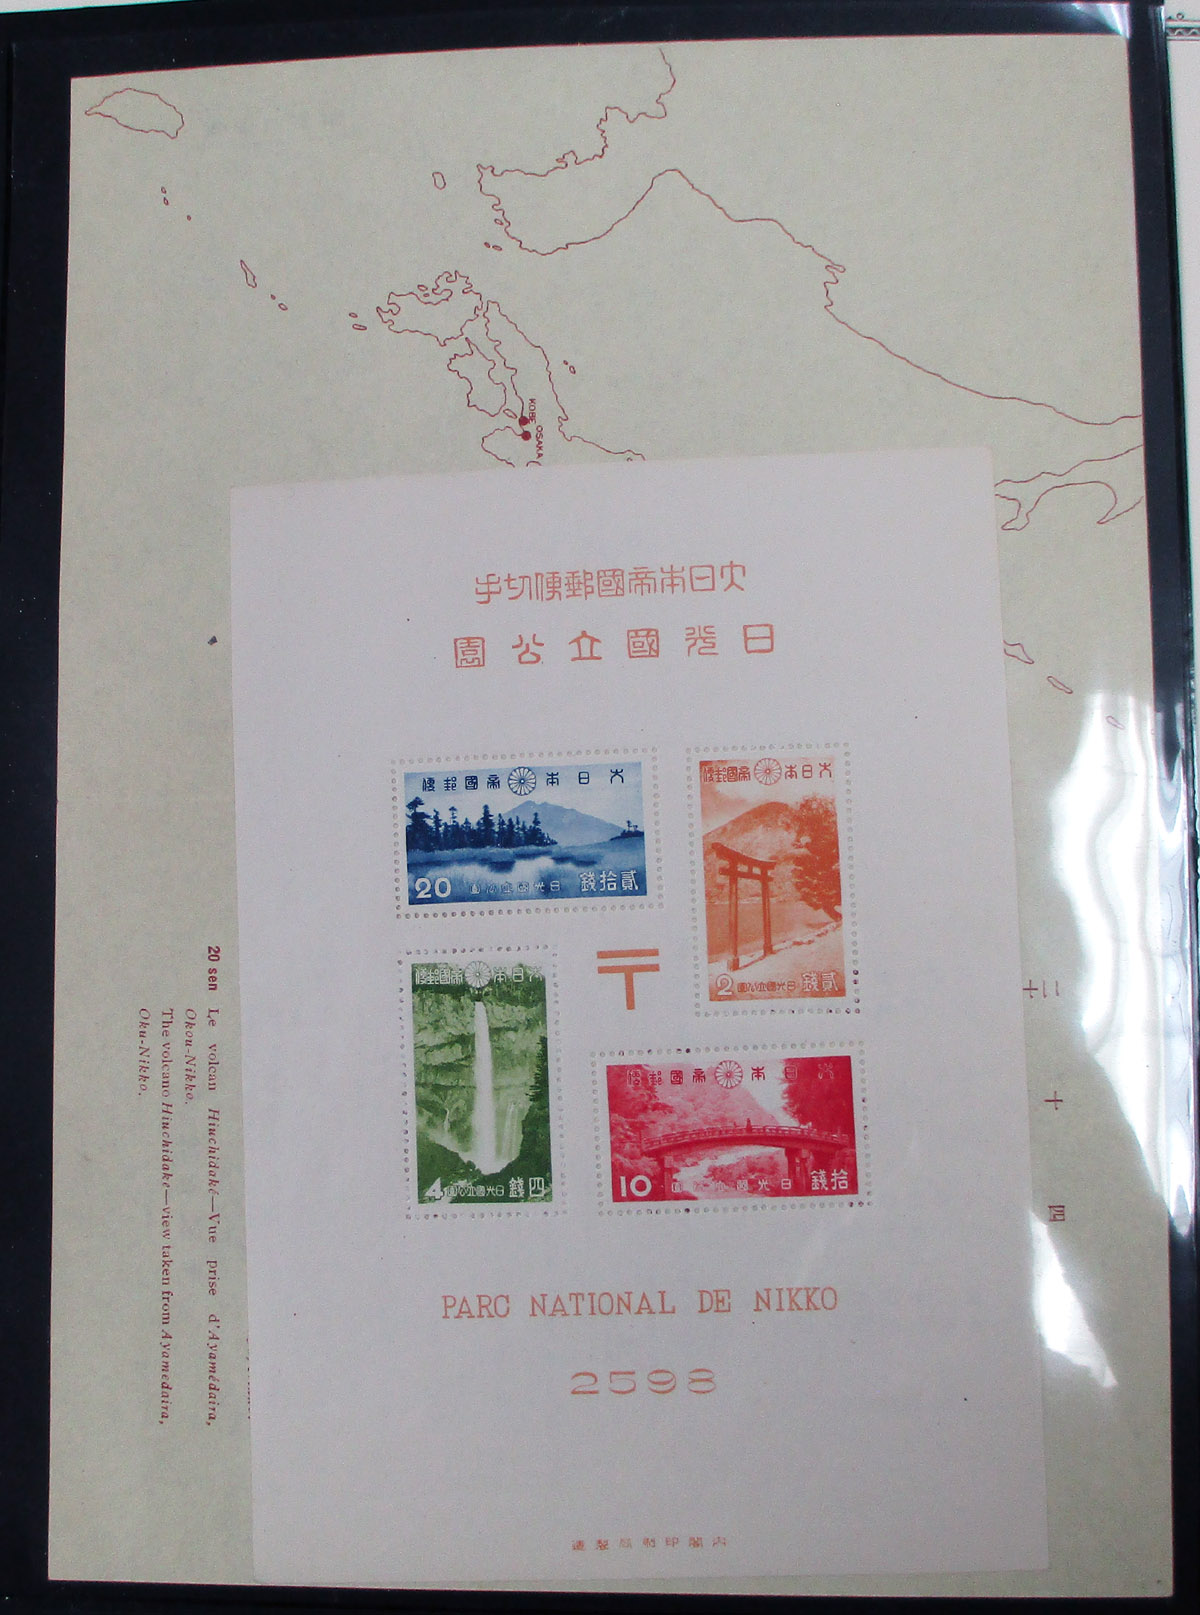 KOBE
OSAKA
大日本帝國郵便切手
日光國立公園
大日本帝國郵便
20 日光國立公園 貳拾錢
大日本帝國郵便
2 日光國立公園 貳錢
〒
大日本帝國郵便
4 日光國立公園 四錢
大日本帝國郵便
10 日光國立公園 拾錢
PARC NATIONAL DE NIKKO
2598
內閣印刷局製造
20 sen Le volcan Hiuchidaké—Vue prise d'Ayamédaira,
Okou-Nikko.
The volcano Hiuchidake—view taken from Ayamedaira,
Oku-Nikko.
二十
十
四